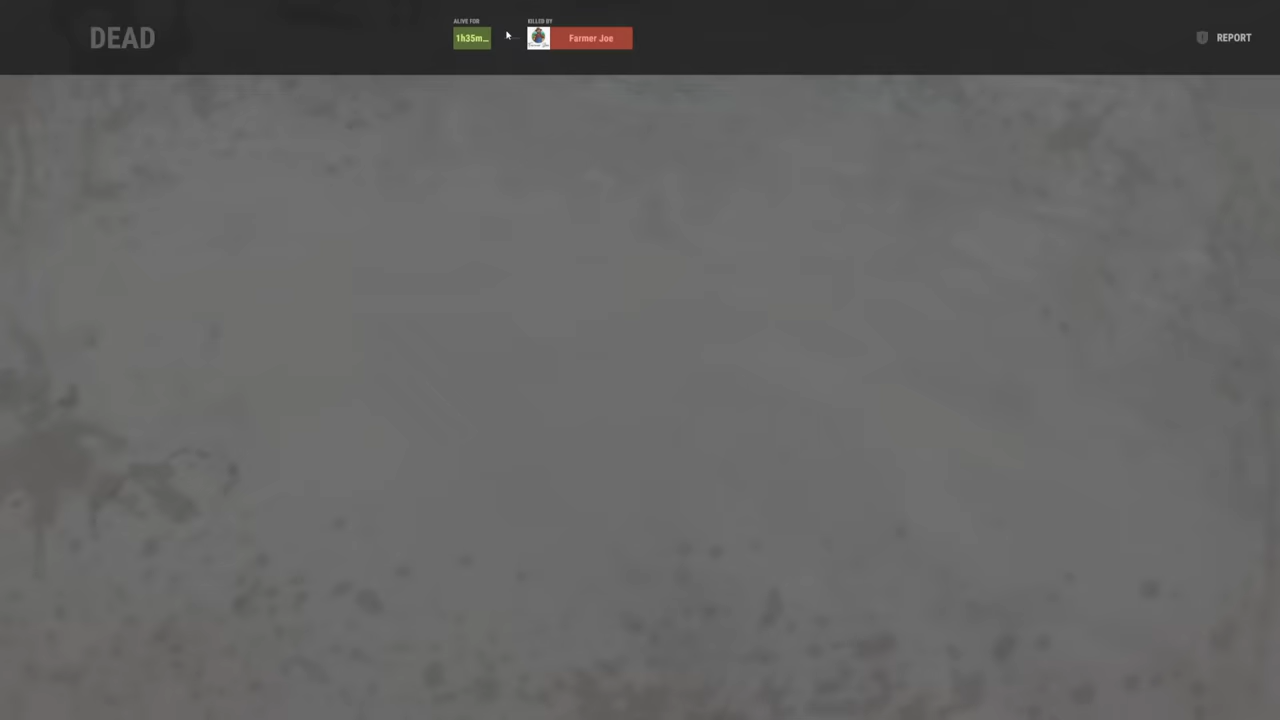 DEAD
ALIVE FOR
1h35m...
KILLED BY
Farmer Joe
REPORT